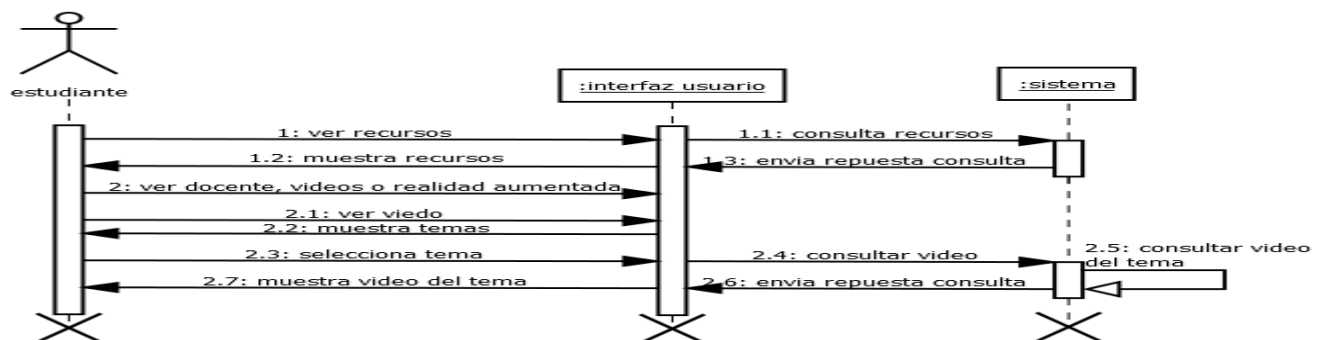 estudiante
:interfaz usuario
:sistema
1: ver recursos
1.1: consulta recursos
1.2: muestra recursos
1.3: envia repuesta consulta
2: ver docente, videos o realidad aumentada
2.1: ver viedo
2.2: muestra temas
2.3: selecciona tema
2.4: consultar video
2.5: consultar video
del tema
2.7: muestra video del tema
2.6: envia repuesta consulta